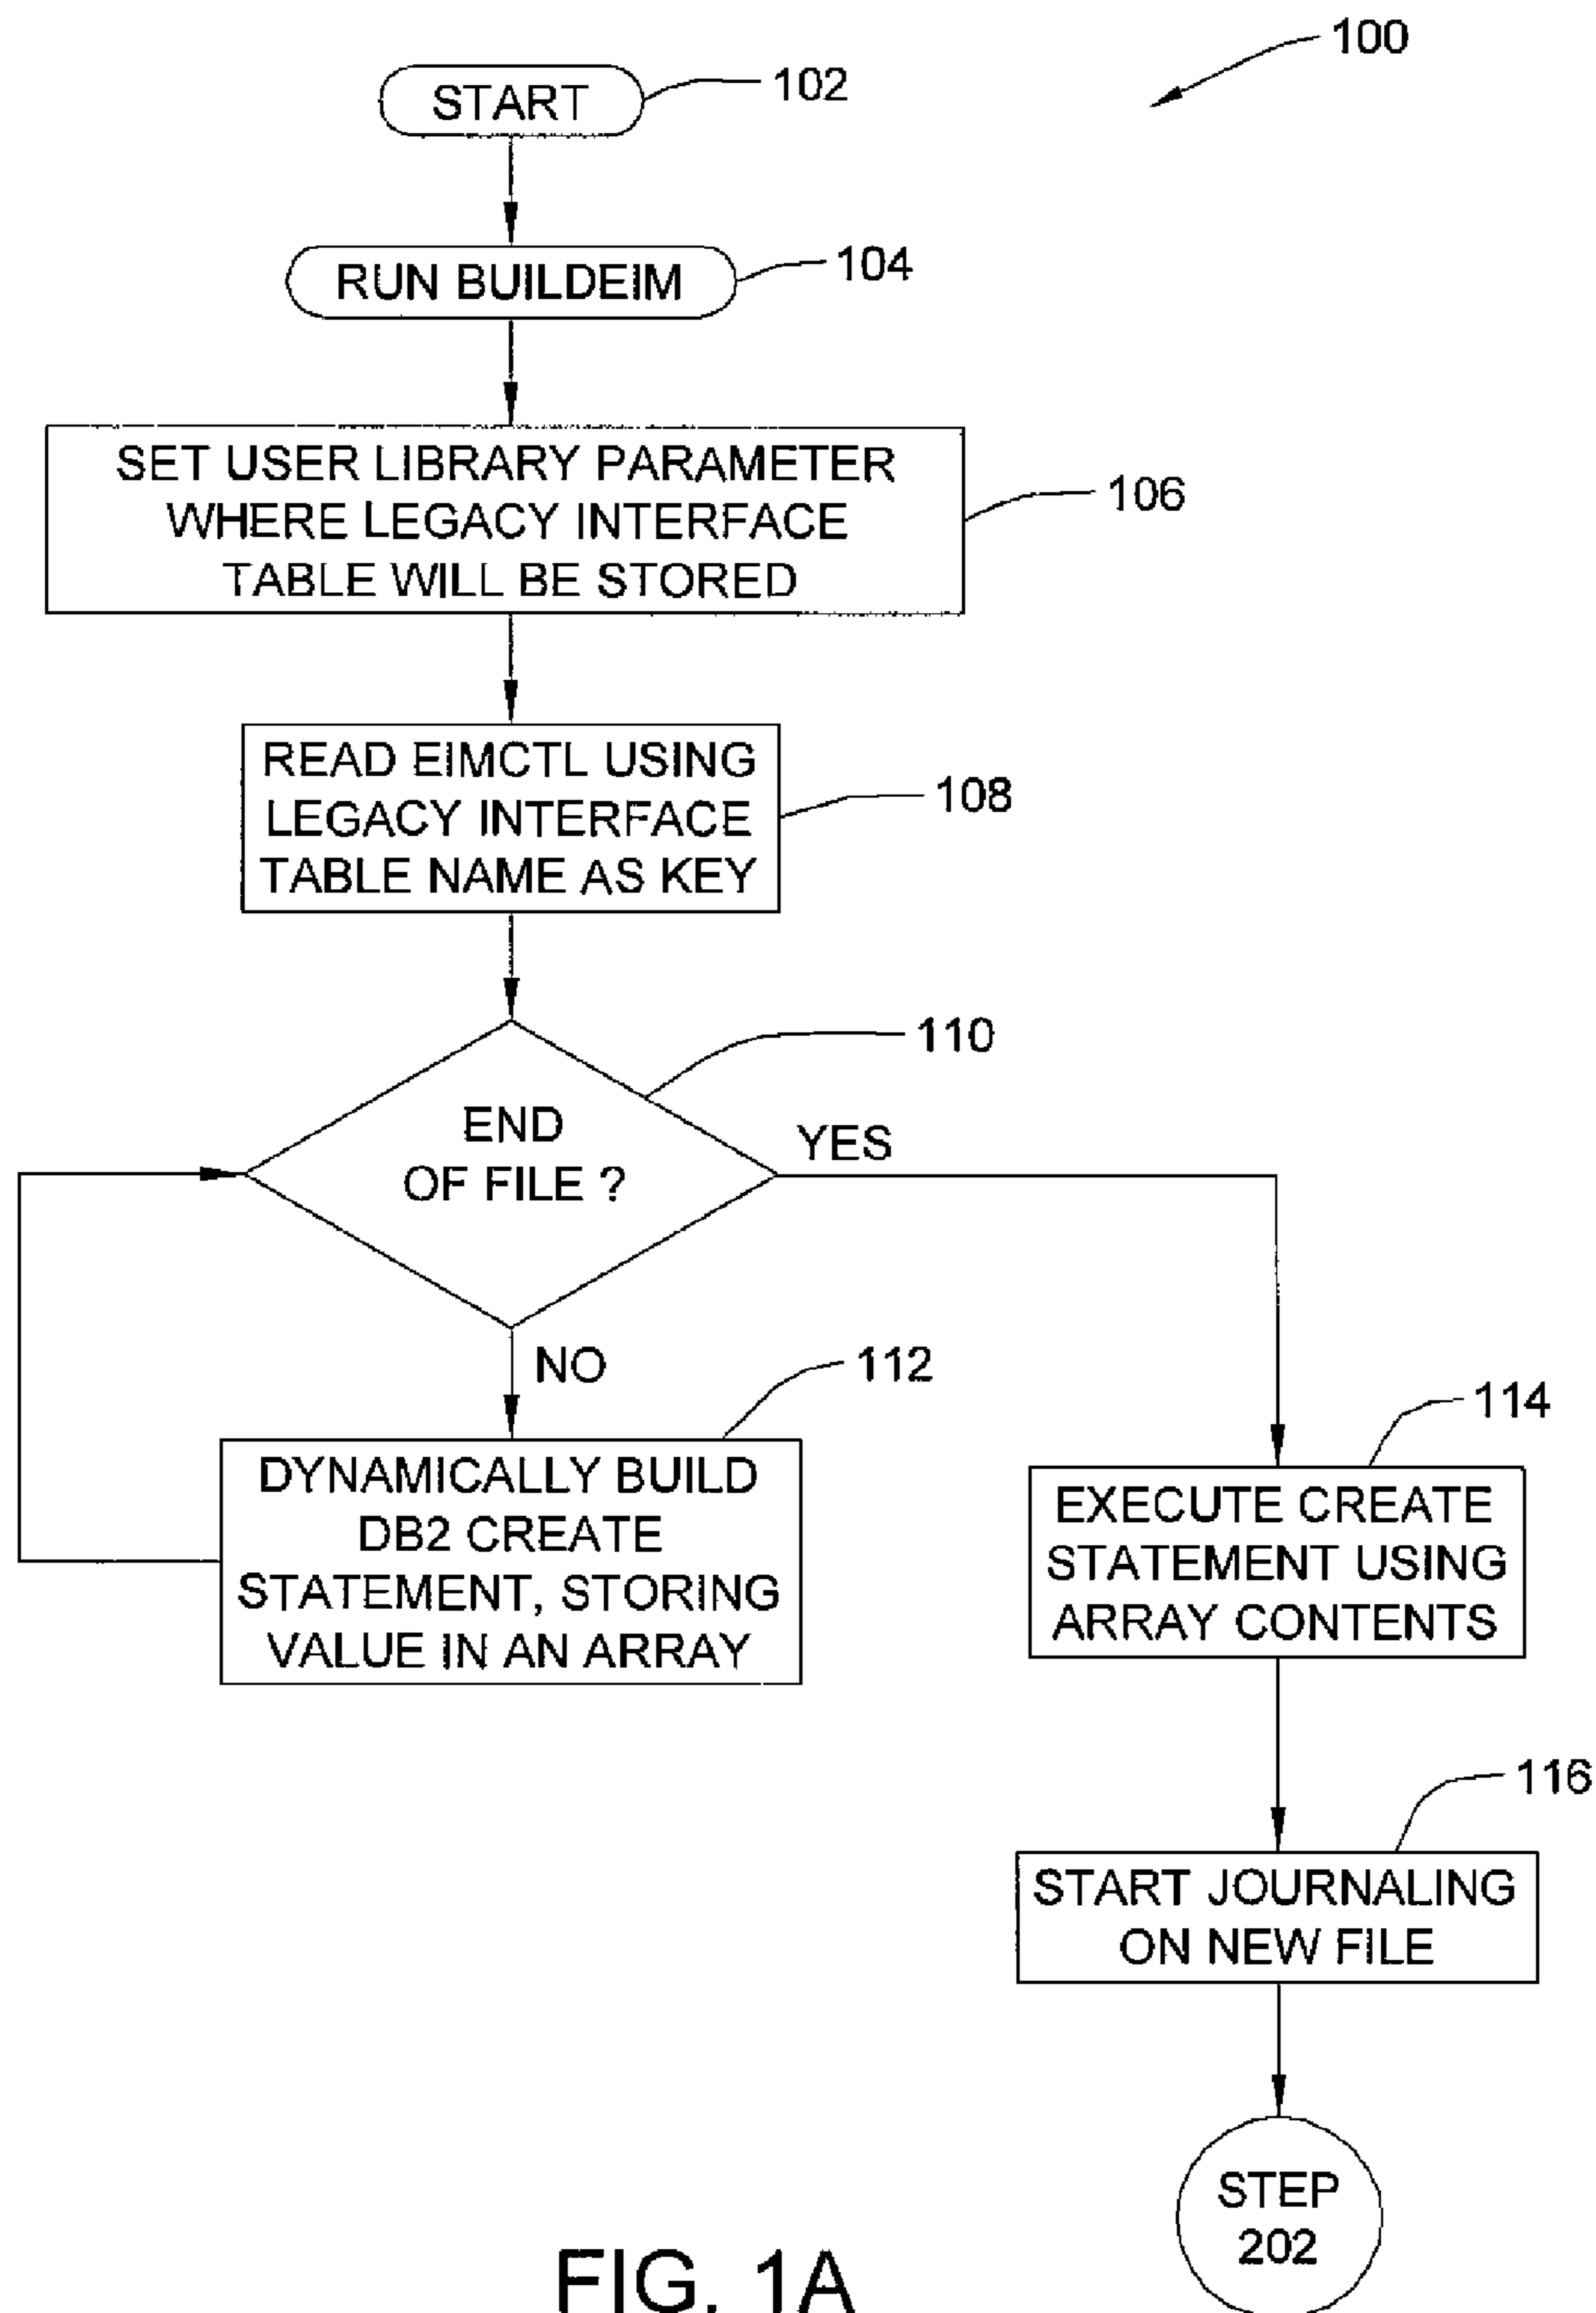 100
START
102
RUN BUILDEIM
104
SET USER LIBRARY PARAMETER
WHERE LEGACY INTERFACE
TABLE WILL BE STORED
106
READ EIMCTL USING
LEGACY INTERFACE
TABLE NAME AS KEY
108
110
END
OF FILE ?
YES
NO
112
DYNAMICALLY BUILD
DB2 CREATE
STATEMENT, STORING
VALUE IN AN ARRAY
114
EXECUTE CREATE
STATEMENT USING
ARRAY CONTENTS
116
START JOURNALING
ON NEW FILE
STEP
202
FIG. 1A